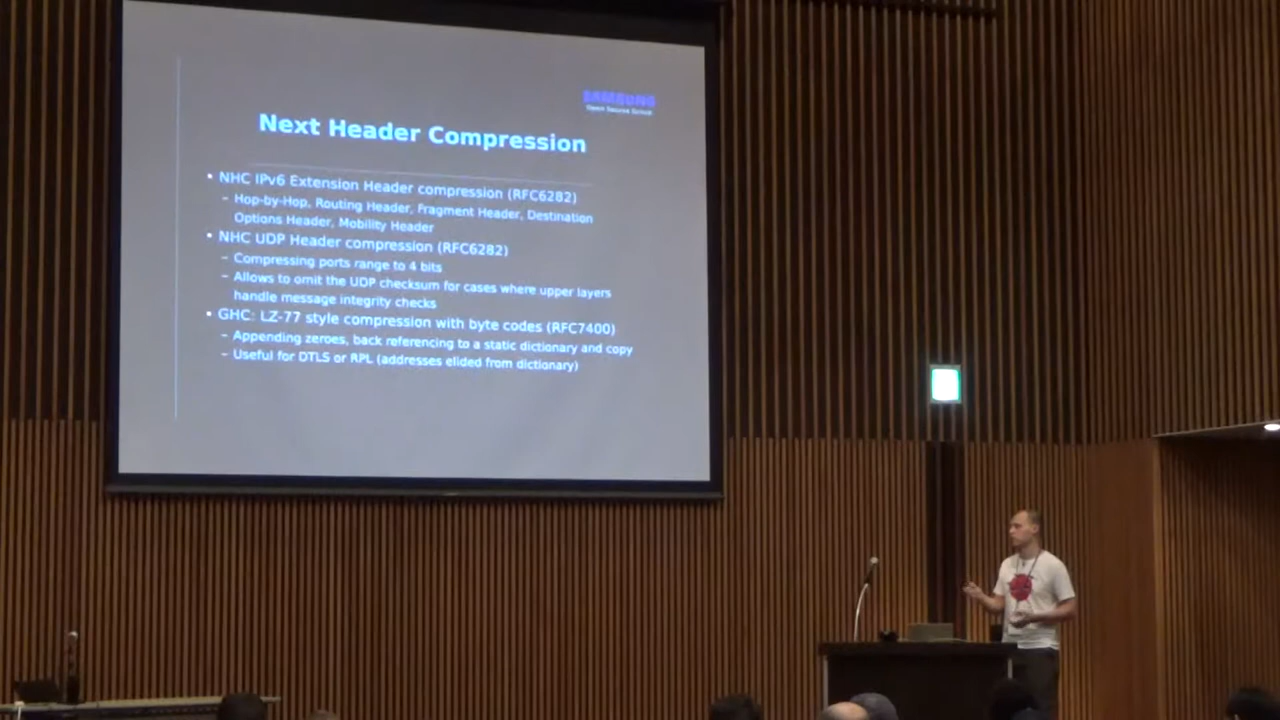 SAMSUNG
Open Source Group
Next Header Compression
• NHC IPv6 Extension Header compression (RFC6282)
– Hop-by-Hop, Routing Header, Fragment Header, Destination
Options Header, Mobility Header
• NHC UDP Header compression (RFC6282)
– Compressing ports range to 4 bits
– Allows to omit the UDP checksum for cases where upper layers
handle message integrity checks
• GHC: LZ-77 style compression with byte codes (RFC7400)
– Appending zeroes, back referencing to a static dictionary and copy
– Useful for DTLS or RPL (addresses elided from dictionary)